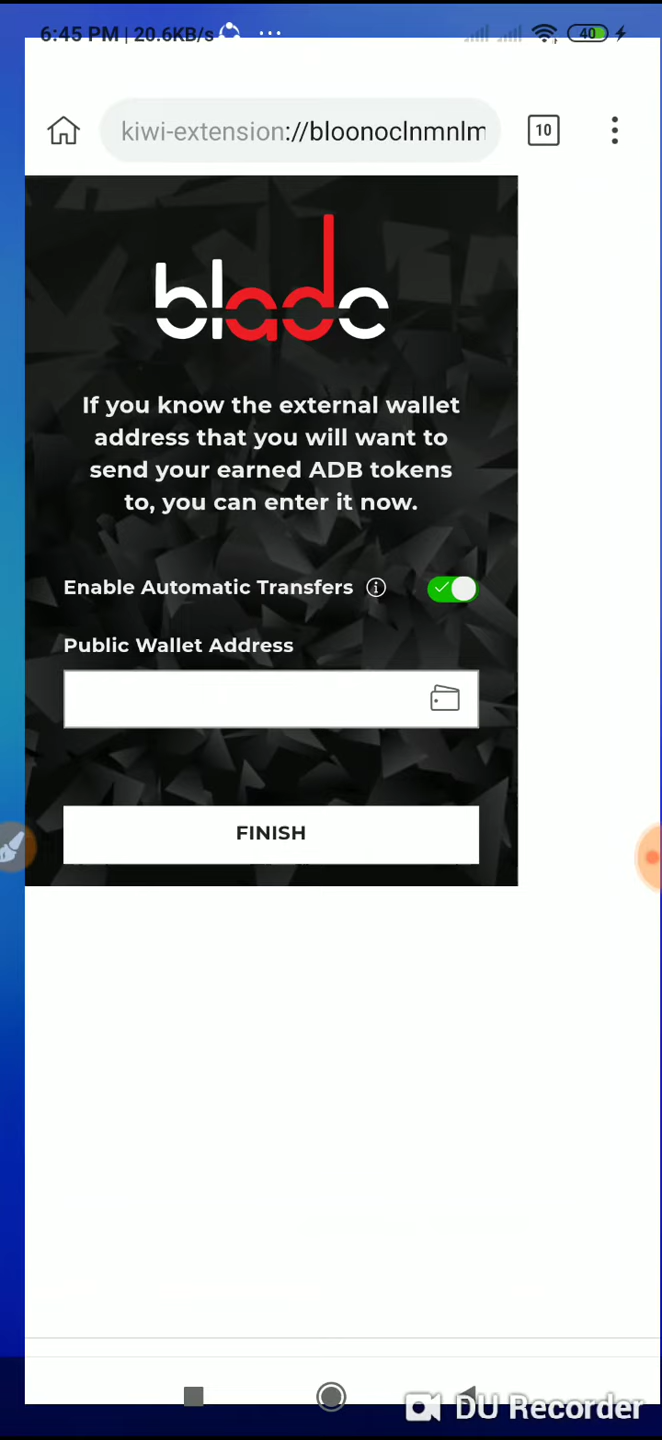 6:45 PM | 20.6KB/s ...
40
kiwi-extension://bloonoclnmnlm
10
bladc
If you know the external wallet
address that you will want to
send your earned ADB tokens
to, you can enter it now.
Enable Automatic Transfers
Public Wallet Address
FINISH
DU Recorder